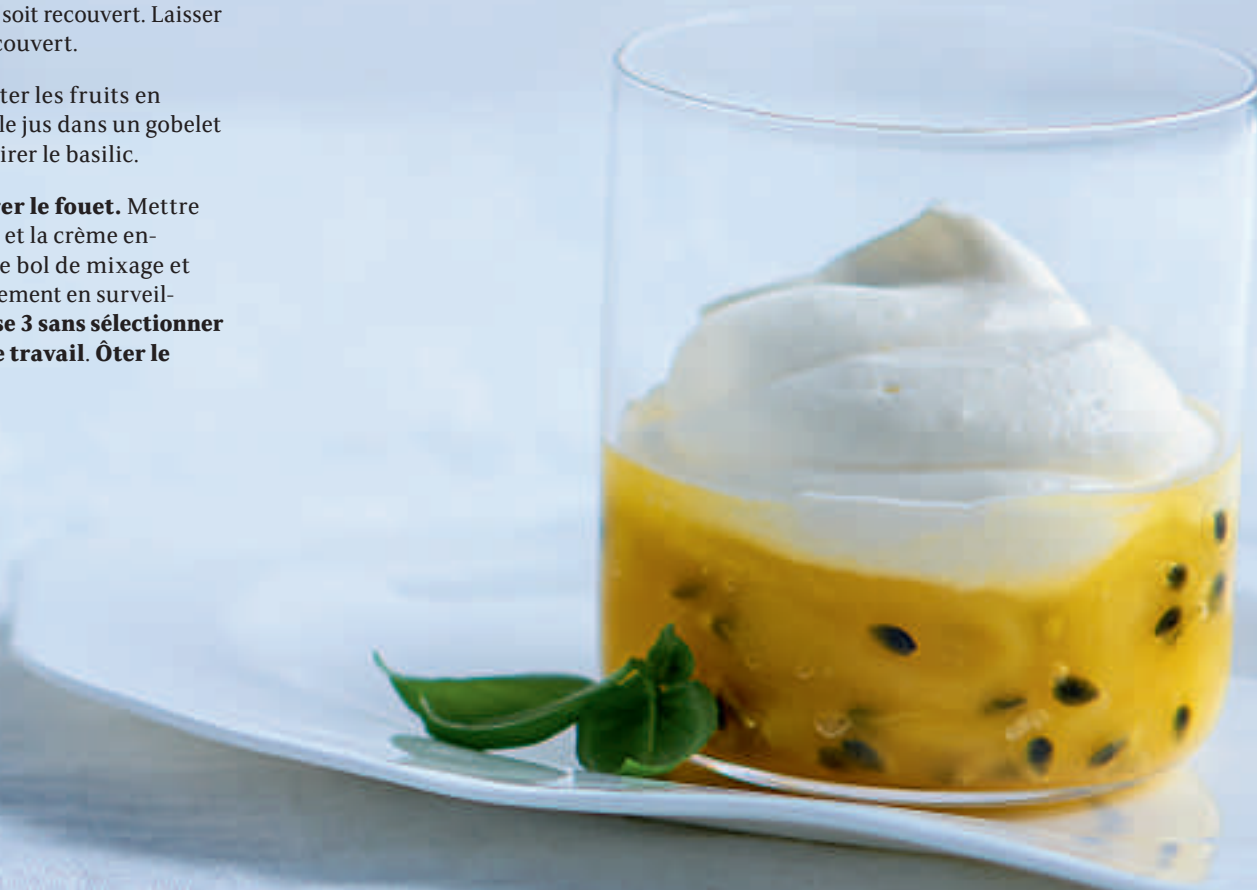 soit recouvert. Laisser
couvert.
ter les fruits en
le jus dans un gobelet
irer le basilic.
er le fouet. Mettre
et la crème en-
e bol de mixage et
ement en surveil-
se 3 sans sélectionner
e travail. Ôter le